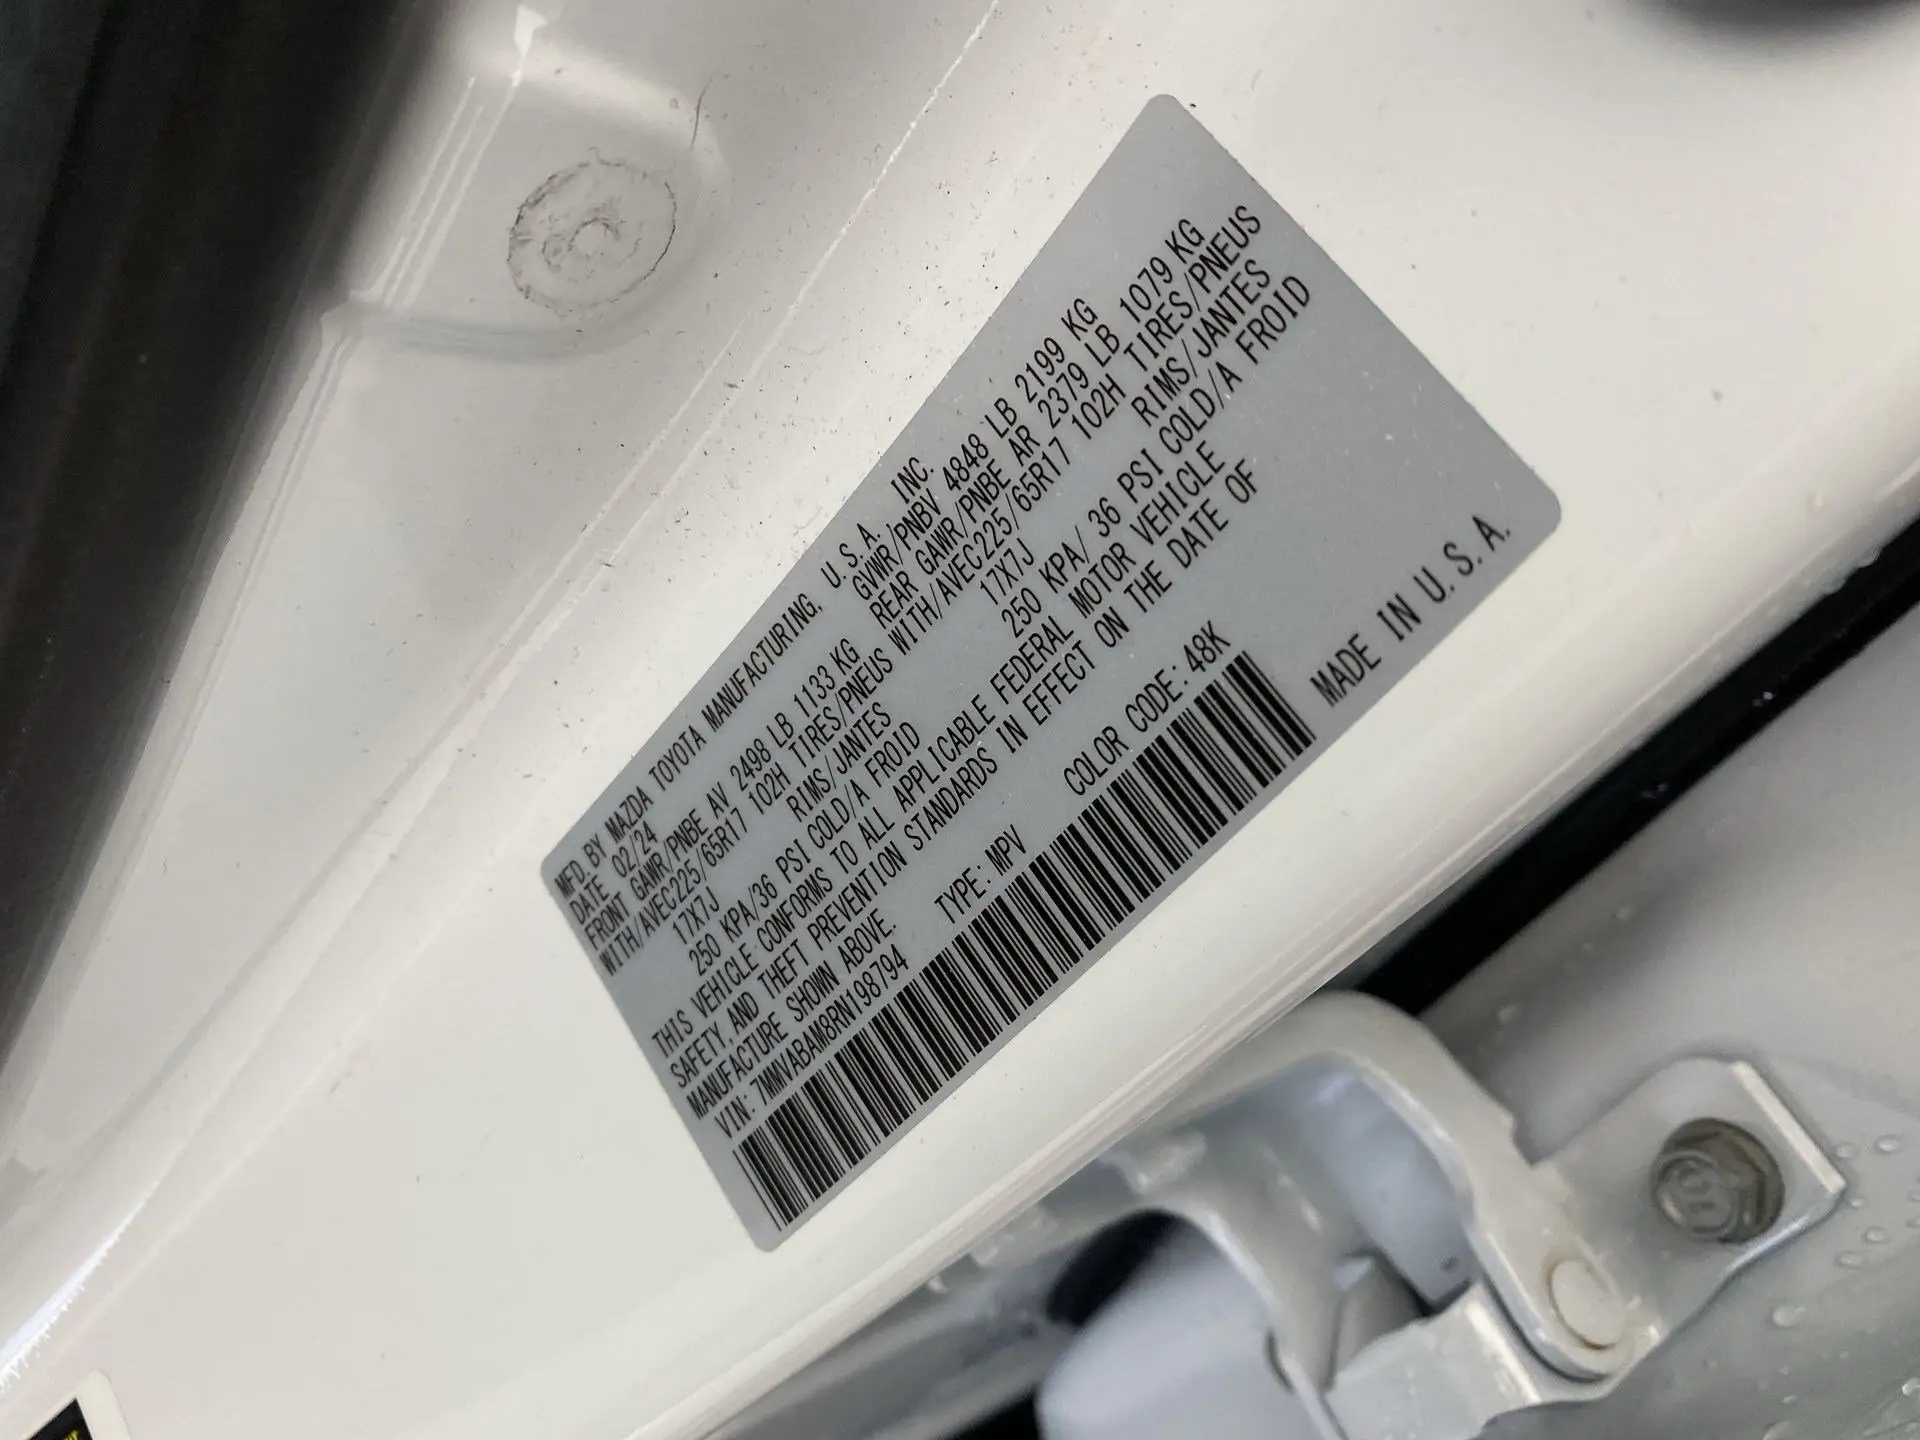 MFD. BY MAZDA TOYOTA MANUFACTURING, U.S.A. INC.
DATE 02/24 GVWR/PNBV 4848 LB 2199 KG
FRONT GAWR/PNBE AV 2498 LB 1133 KG REAR GAWR/PNBE AR 2379 LB 1079 KG
WITH/AVEC225/65R17 102H TIRES/PNEUS WITH/AVEC225/65R17 102H TIRES/PNEUS
17X7J RIMS/JANTES 17X7J RIMS/JANTES
250 KPA/36 PSI COLD/A FROID 250 KPA/ 36 PSI COLD/A FROID
THIS VEHICLE CONFORMS TO ALL APPLICABLE FEDERAL MOTOR VEHICLE
SAFETY, AND THEFT PREVENTION STANDARDS IN EFFECT ON THE DATE OF
MANUFACTURE SHOWN ABOVE.
VIN: 7MMVABAM8RN198794 TYPE: MPV COLOR CODE: 48K
MADE IN U.S.A.